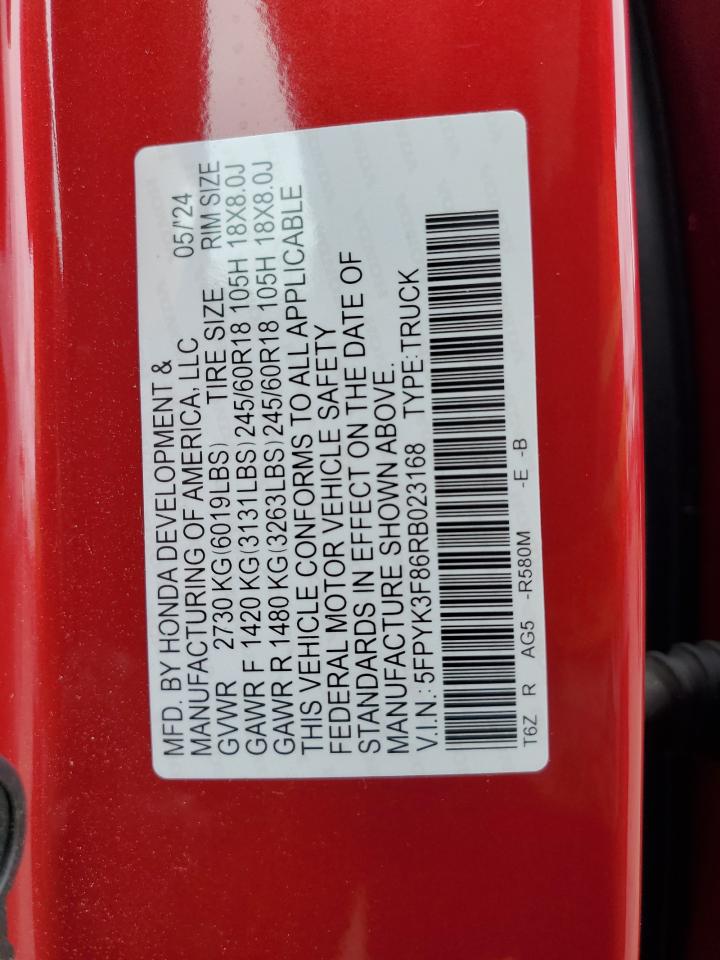 MFD. BY HONDA DEVELOPMENT &
MANUFACTURING OF AMERICA, LLC 05/'24
GVWR 2730 KG(6019LBS) TIRE SIZE RIM SIZE
GAWR F 1420 KG(3131LBS) 245/60R18 105H 18X8.0J
GAWR R 1480 KG(3263LBS) 245/60R18 105H 18X8.0J
THIS VEHICLE CONFORMS TO ALL APPLICABLE
FEDERAL MOTOR VEHICLE SAFETY
STANDARDS IN EFFECT ON THE DATE OF
MANUFACTURE SHOWN ABOVE.
V.I.N.: 5FPYK3F86RB023168 TYPE: TRUCK
T6Z R AG5 -R580M -E -B